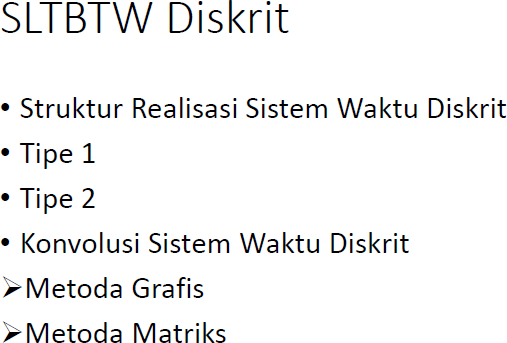 SLTBTW Diskrit
• Struktur Realisasi Sistem Waktu Diskrit
• Tipe 1
• Tipe 2
• Konvolusi Sistem Waktu Diskrit
➢Metoda Grafis
➢Metoda Matriks